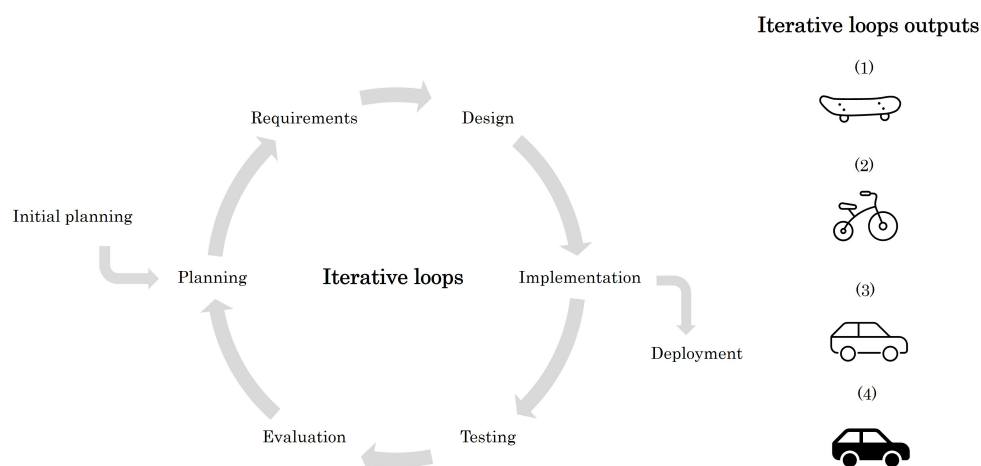 Iterative loops outputs
(1)
Requirements
Design
(2)
Initial planning
Planning
Iterative loops
Implementation
(3)
Deployment
(4)
Evaluation
Testing